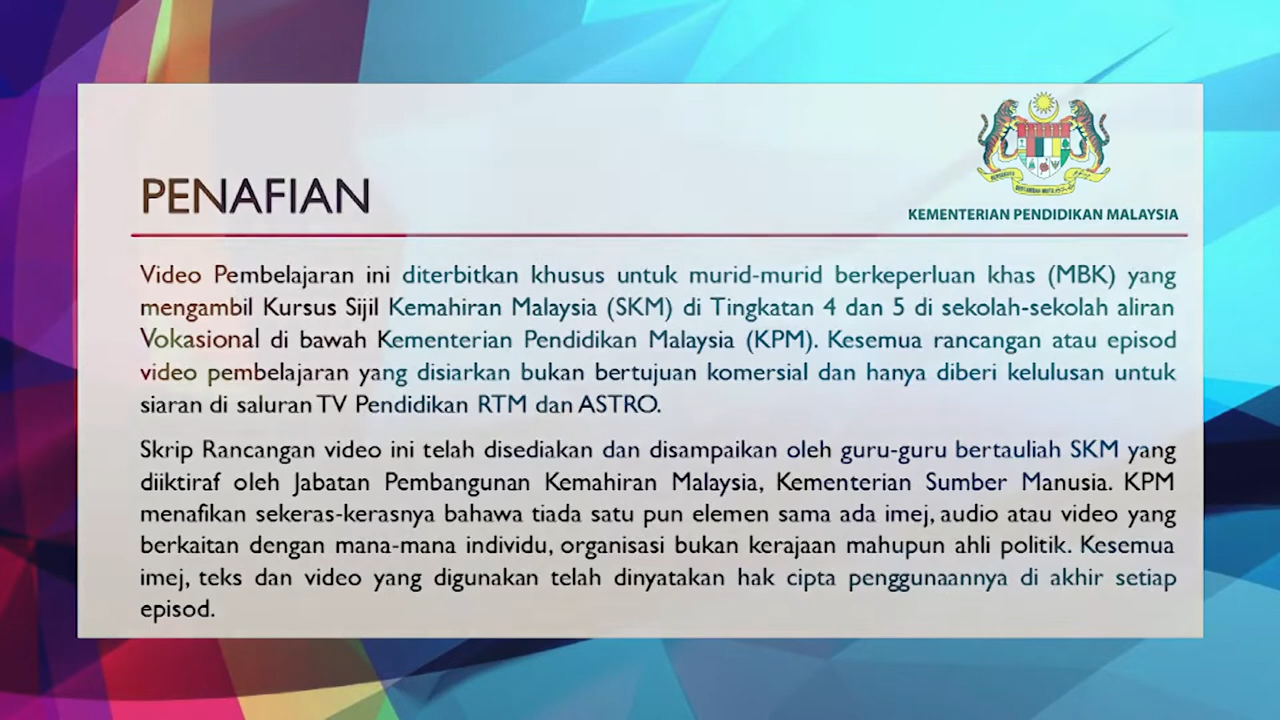 KEMENTERIAN PENDIDIKAN MALAYSIA
PENAFIAN
Video Pembelajaran ini diterbitkan khusus untuk murid-murid berkeperluan khas (MBK) yang
mengambil Kursus Sijil Kemahiran Malaysia (SKM) di Tingkatan 4 dan 5 di sekolah-sekolah aliran
Vokasional di bawah Kementerian Pendidikan Malaysia (KPM). Kesemua rancangan atau episod
video pembelajaran yang disiarkan bukan bertujuan komersial dan hanya diberi kelulusan untuk
siaran di saluran TV Pendidikan RTM dan ASTRO.
Skrip Rancangan video ini telah disediakan dan disampaikan oleh guru-guru bertauliah SKM yang
diiktiraf oleh Jabatan Pembangunan Kemahiran Malaysia, Kementerian Sumber Manusia. KPM
menafikan sekeras-kerasnya bahawa tiada satu pun elemen sama ada imej, audio atau video yang
berkaitan dengan mana-mana individu, organisasi bukan kerajaan mahupun ahli politik. Kesemua
imej, teks dan video yang digunakan telah dinyatakan hak cipta penggunaannya di akhir setiap
episod.